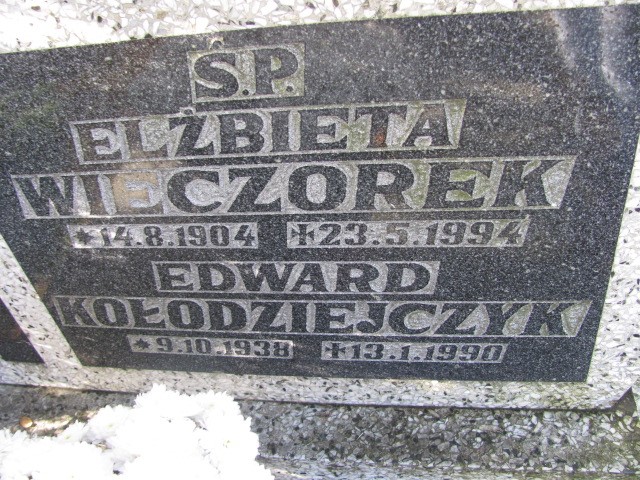 S.P.
ELŻBIETA
WIECZOREK
*14.8.1904 ✝23.5.1994
EDWARD
KOŁODZIEJCZYK
*9.10.1938 ✝13.1.1990